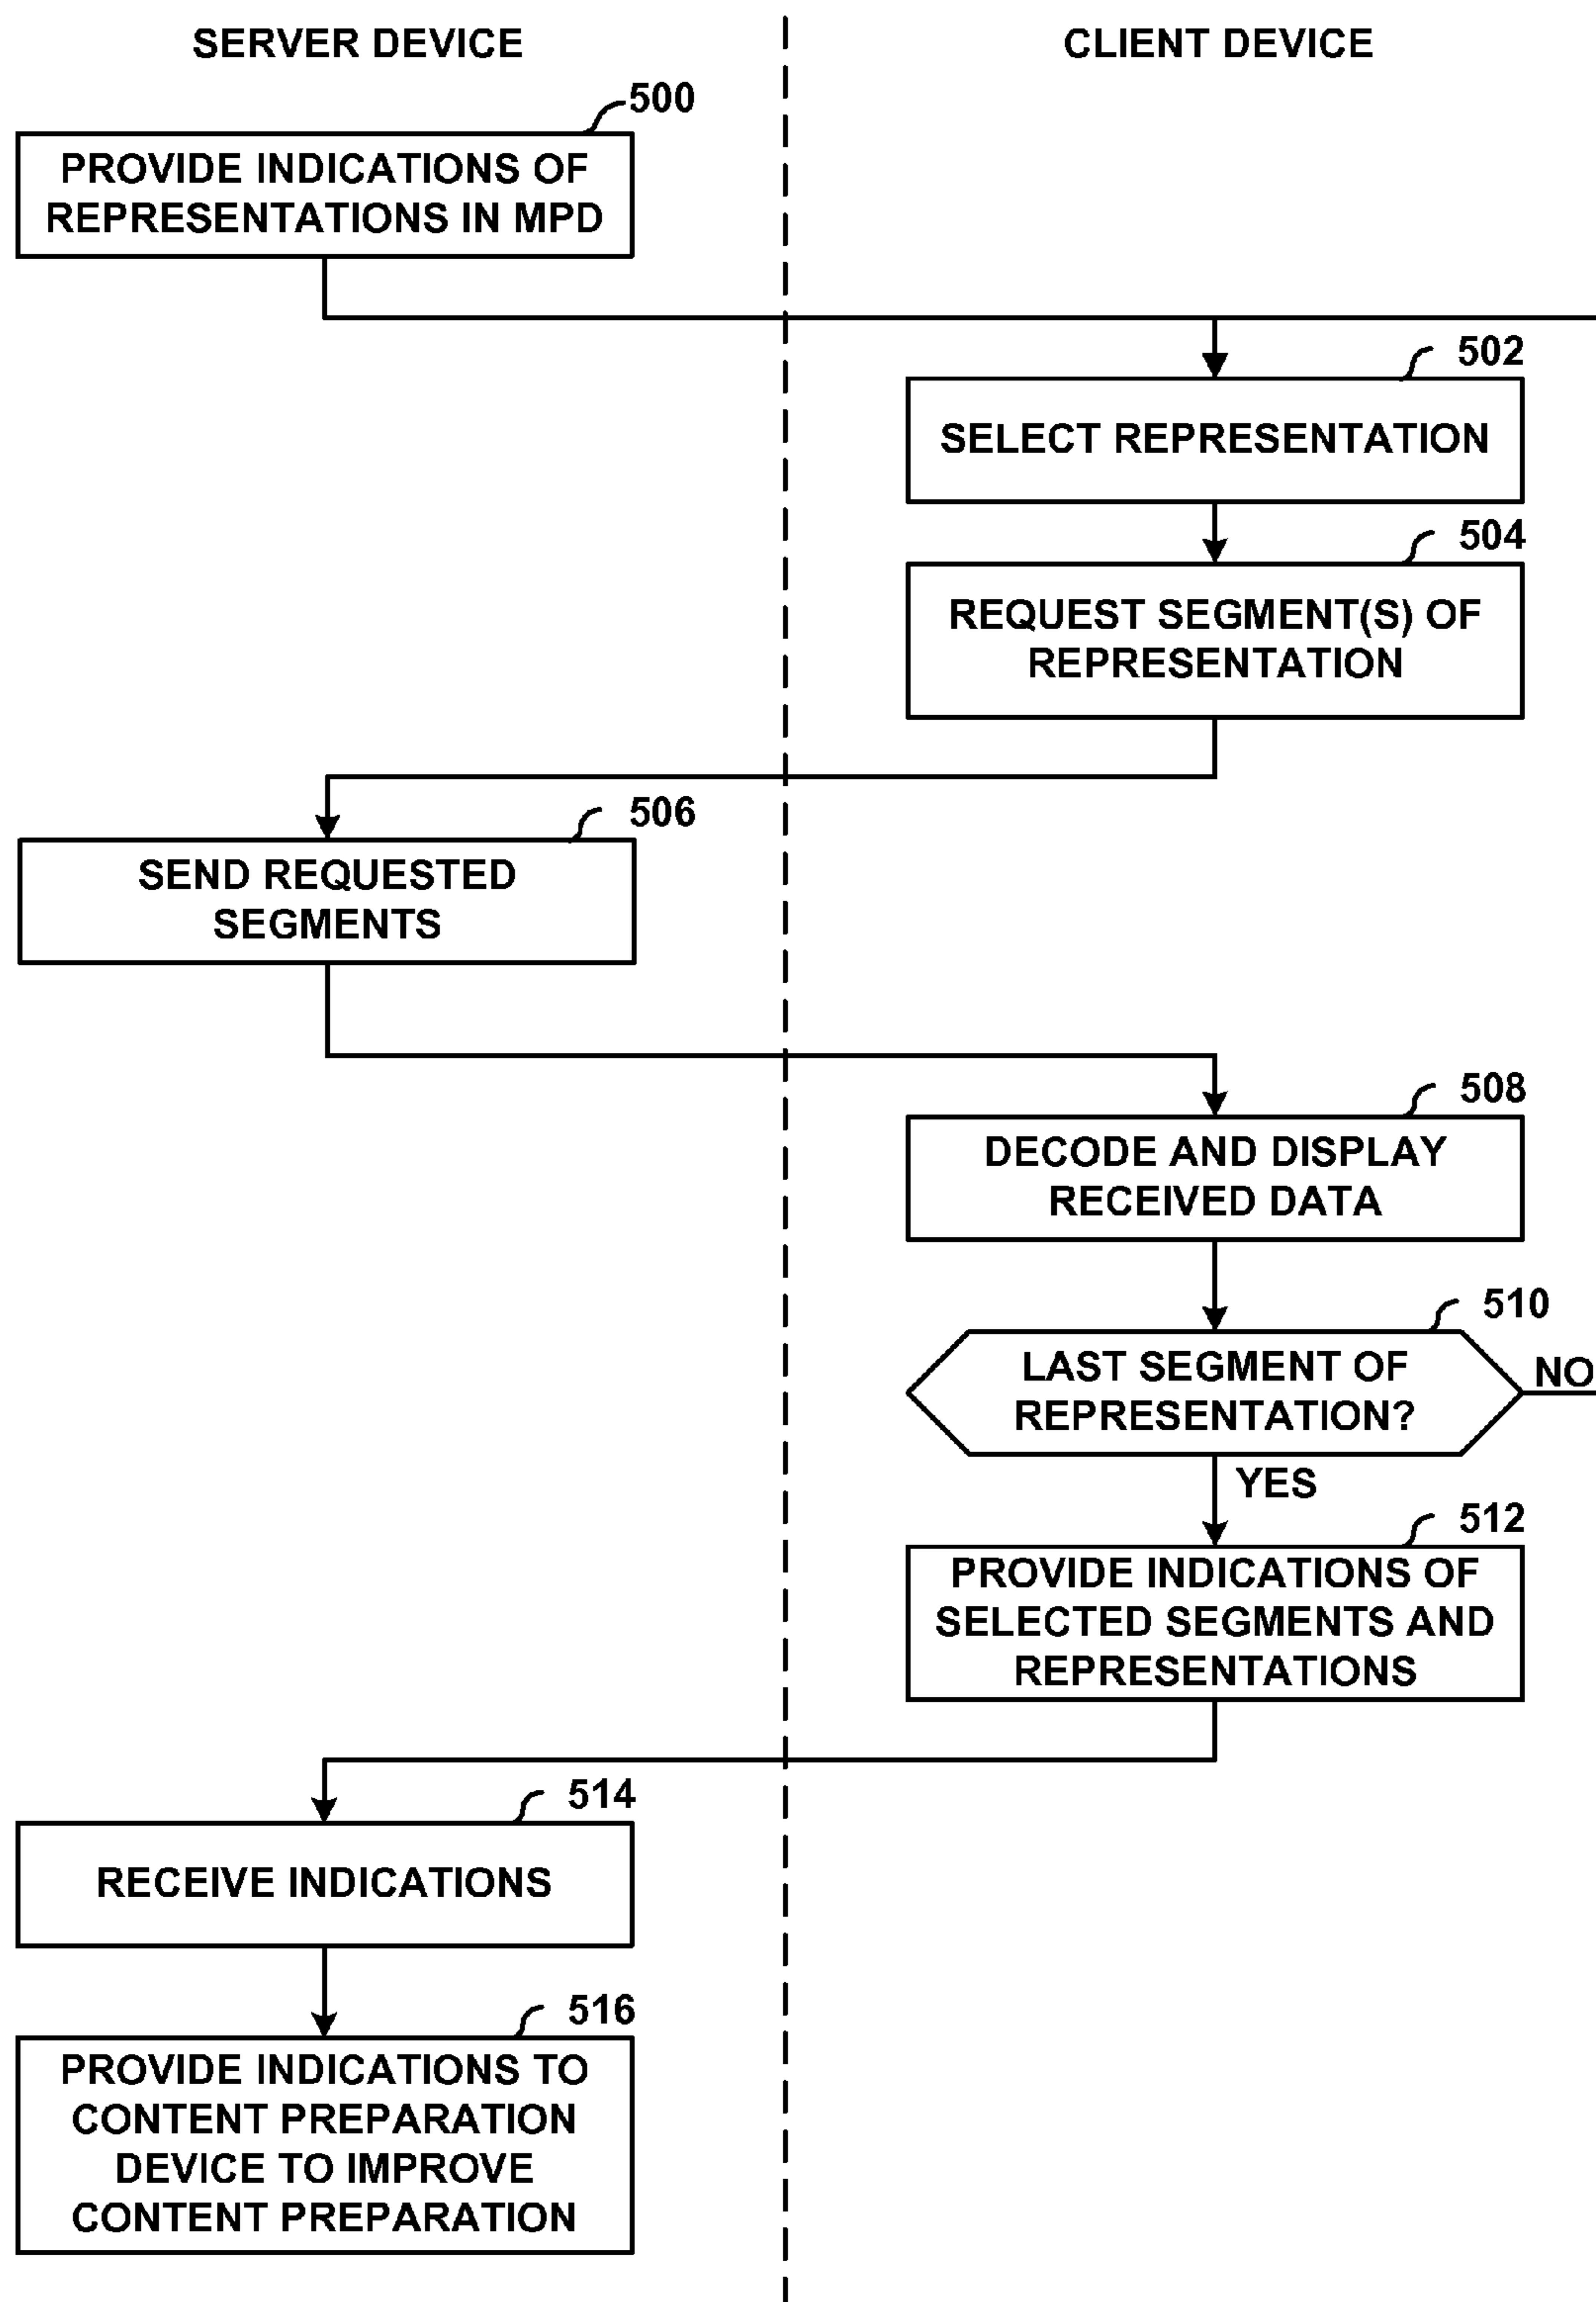 SERVER DEVICE
CLIENT DEVICE
500
PROVIDE INDICATIONS OF
REPRESENTATIONS IN MPD
502
SELECT REPRESENTATION
504
REQUEST SEGMENT(S) OF
REPRESENTATION
506
SEND REQUESTED
SEGMENTS
508
DECODE AND DISPLAY
RECEIVED DATA
510
LAST SEGMENT OF
REPRESENTATION?
NO
YES
512
PROVIDE INDICATIONS OF
SELECTED SEGMENTS AND
REPRESENTATIONS
514
RECEIVE INDICATIONS
516
PROVIDE INDICATIONS TO
CONTENT PREPARATION
DEVICE TO IMPROVE
CONTENT PREPARATION